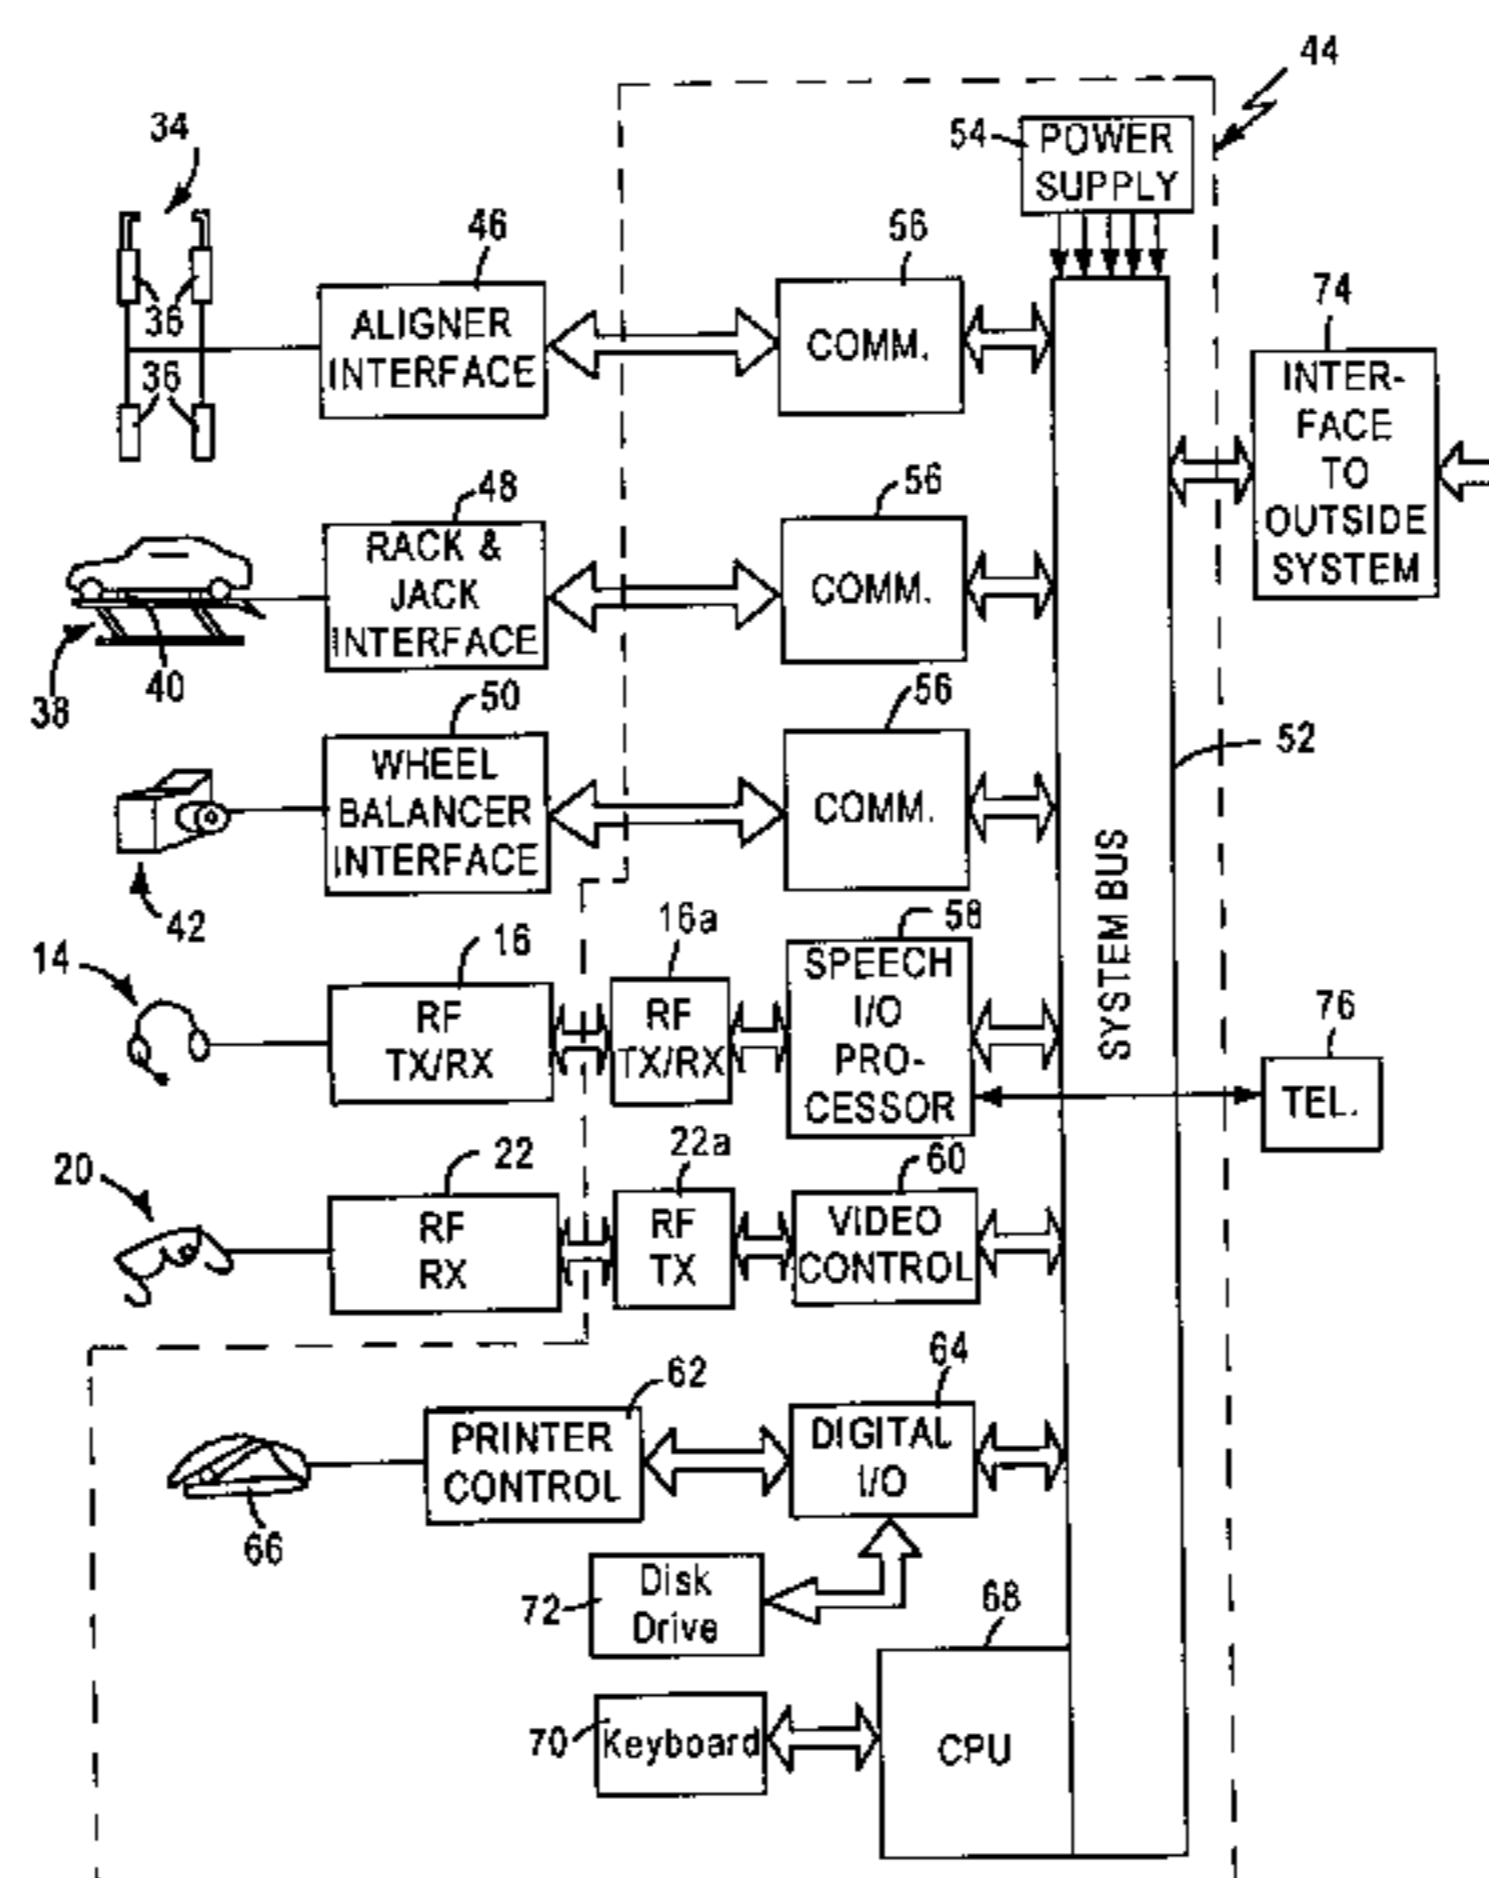 44
34
54
POWER
SUPPLY
46
56
36
ALIGNER
INTERFACE
COMM.
74
INTER-
FACE
TO
OUTSIDE
SYSTEM
36
48
56
RACK &
JACK
INTERFACE
COMM.
38
40
50
56
52
WHEEL
BALANCER
INTERFACE
COMM.
SYSTEM BUS
42
14
16
16a
58
RF
TX/RX
RF
TX/RX
SPEECH
I/O
PRO-
CESSOR
76
TEL.
20
22
22a
60
RF
RX
RF
TX
VIDEO
CONTROL
62
64
PRINTER
CONTROL
DIGITAL
I/O
66
72
Disk
Drive
68
70
Keyboard
CPU